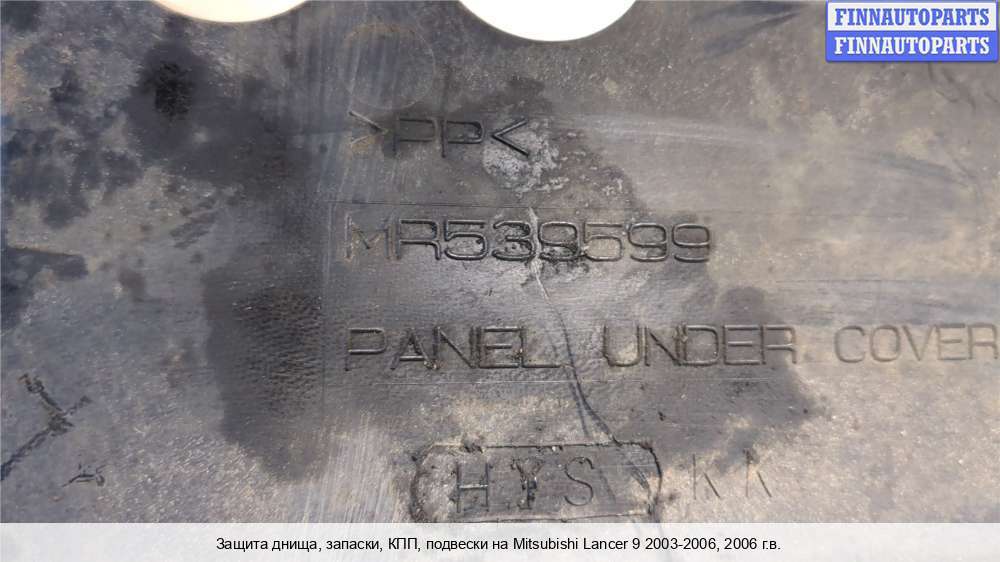 FINNAUTOPARTS
FINNAUTOPARTS
>PP<
MR539599
PANEL UNDER COVER
HYS KK
Защита днища, запаски, КПП, подвески на Mitsubishi Lancer 9 2003-2006, 2006 г.в.